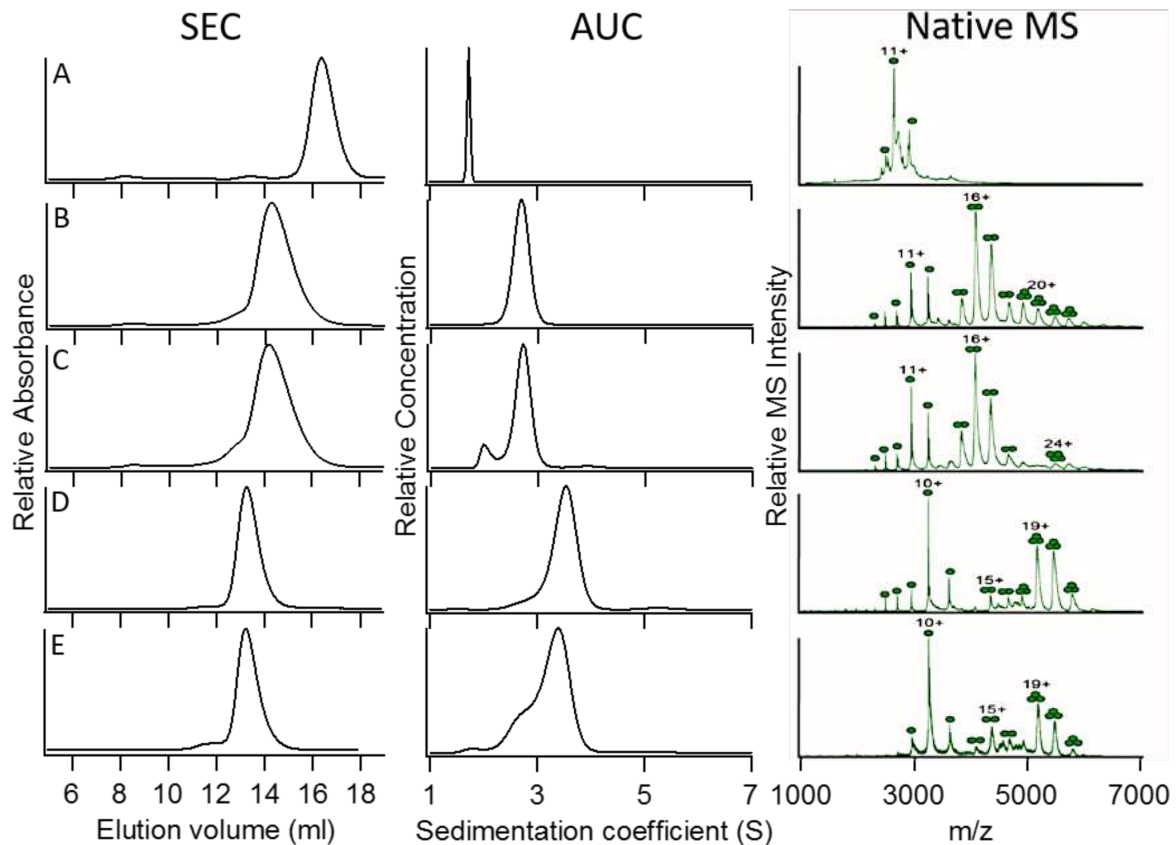 SEC AUC Native MS
A
11+
B
16+
11+
20+
C
16+
11+
24+
D
10+
19+
15+
E
10+
19+
15+
Relative Absorbance
Relative Concentration
Relative MS Intensity
6 8 10 12 14 16 18
1 3 5 7
1000 3000 5000 7000
Elution volume (ml)
Sedimentation coefficient (S)
m/z